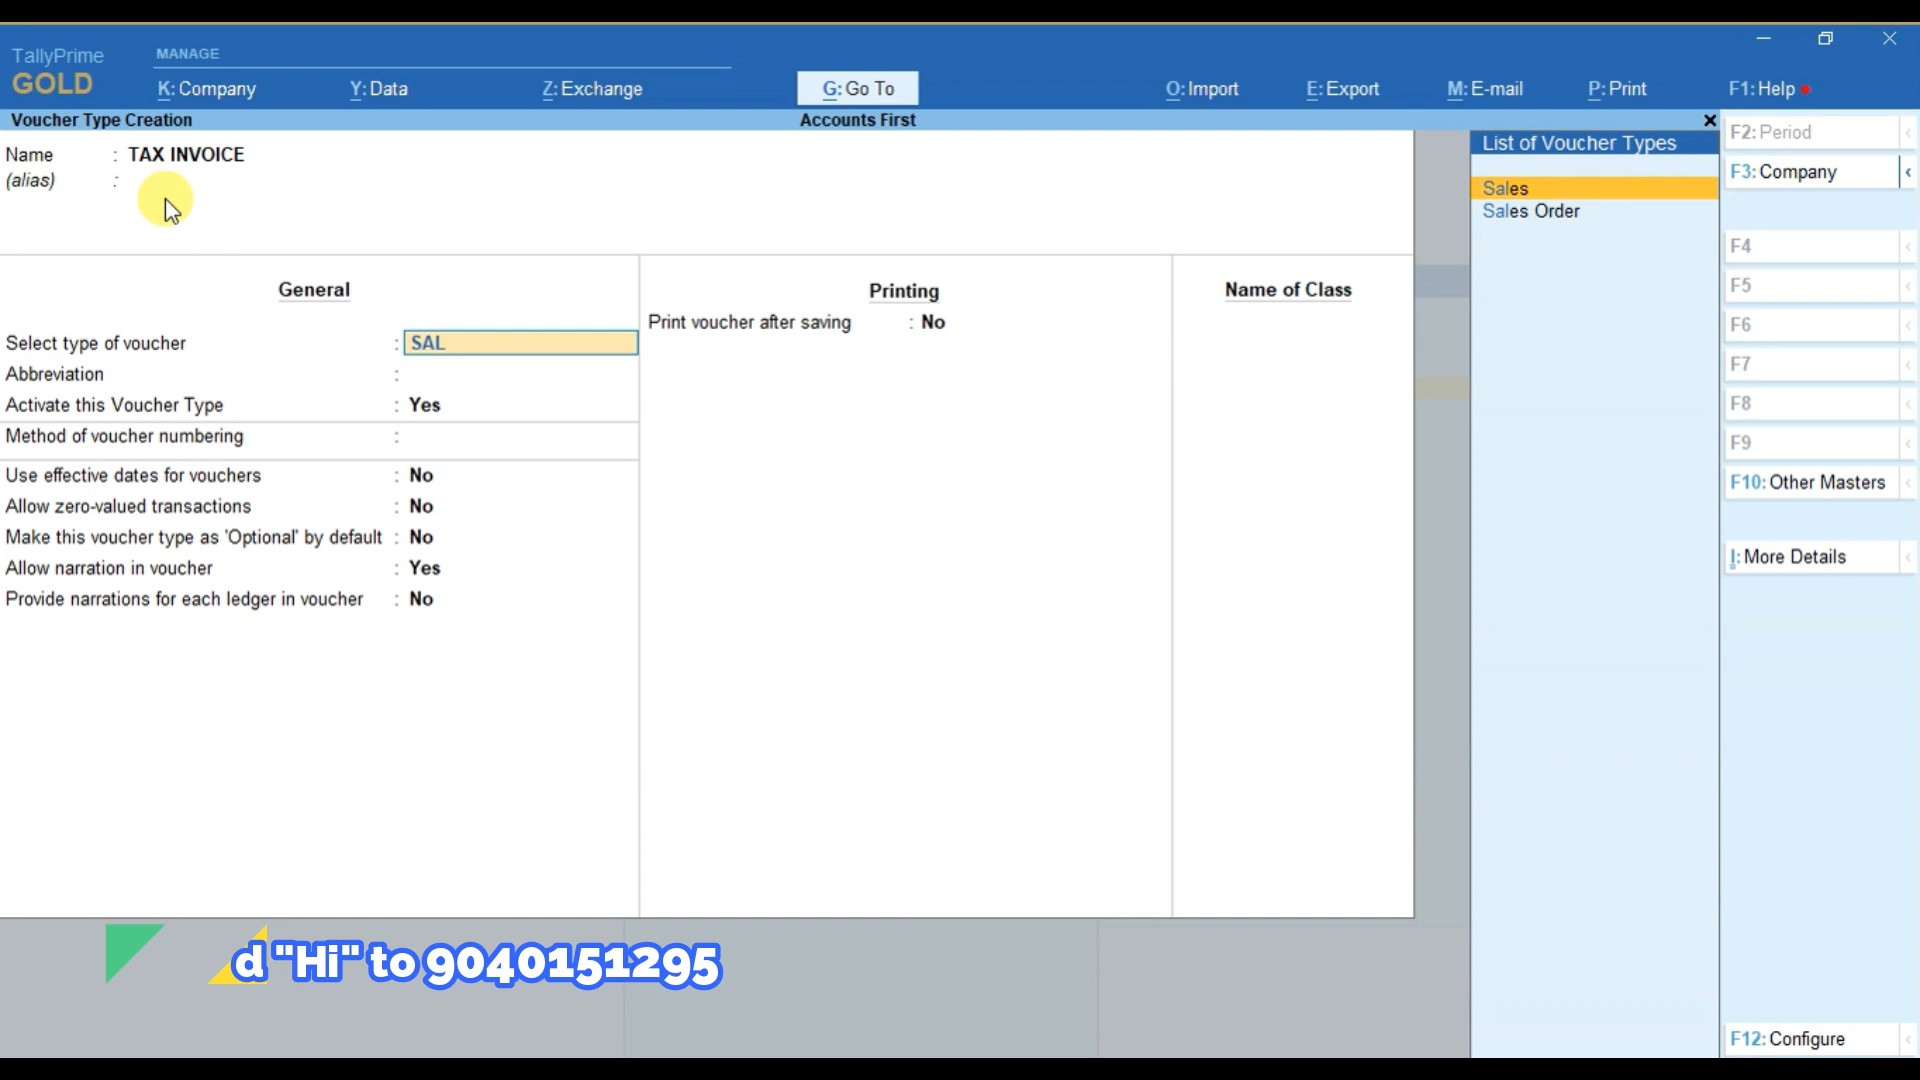 TallyPrime
GOLD
MANAGE
K: Company
Y: Data
Z: Exchange
G: Go To
O: Import
E: Export
M: E-mail
P: Print
F1: Help
Voucher Type Creation
Accounts First
Name : TAX INVOICE
(alias) :
General
Select type of voucher : SAL
Abbreviation :
Activate this Voucher Type : Yes
Method of voucher numbering :
Use effective dates for vouchers : No
Allow zero-valued transactions : No
Make this voucher type as 'Optional' by default : No
Allow narration in voucher : Yes
Provide narrations for each ledger in voucher : No
Printing
Print voucher after saving : No
Name of Class
List of Voucher Types
Sales
Sales Order
F2: Period
F3: Company
F4
F5
F6
F7
F8
F9
F10: Other Masters
I: More Details
F12: Configure
d "Hi" to 9040151295